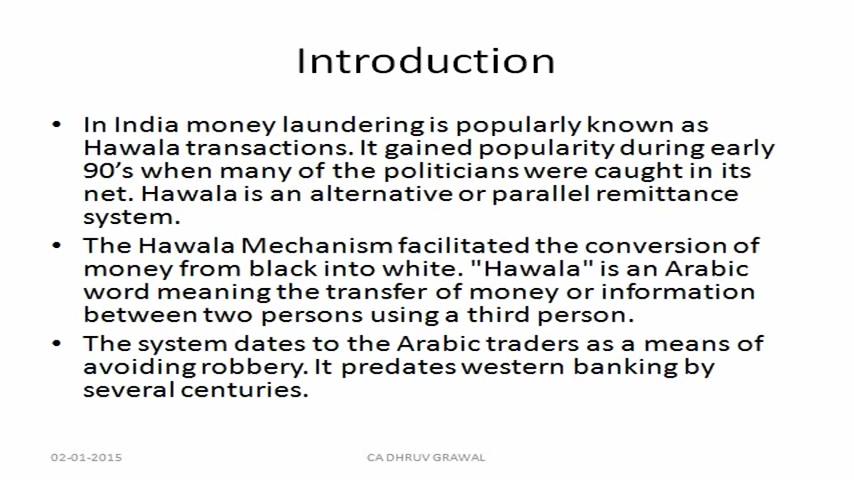 Introduction
• In India money laundering is popularly known as
Hawala transactions. It gained popularity during early
90's when many of the politicians were caught in its
net. Hawala is an alternative or parallel remittance
system.
• The Hawala Mechanism facilitated the conversion of
money from black into white. "Hawala" is an Arabic
word meaning the transfer of money or information
between two persons using a third person.
• The system dates to the Arabic traders as a means of
avoiding robbery. It predates western banking by
several centuries.
02-01-2015 CA DHRUV GRAWAL